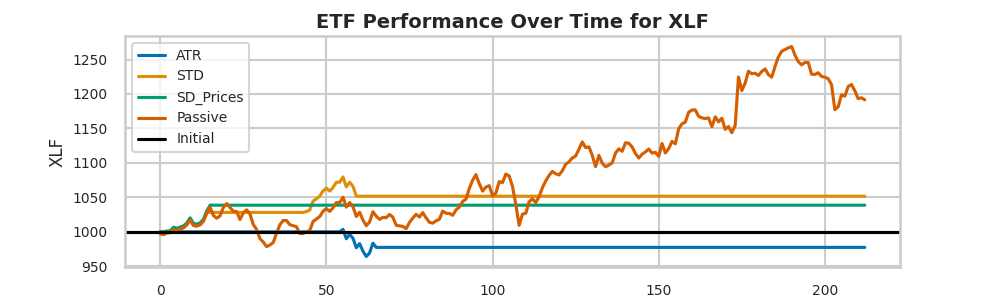 ETF Performance Over Time for XLF
XLF
1250
1200
1150
1100
1050
1000
950
ATR
STD
SD_Prices
Passive
Initial
0
50
100
150
200